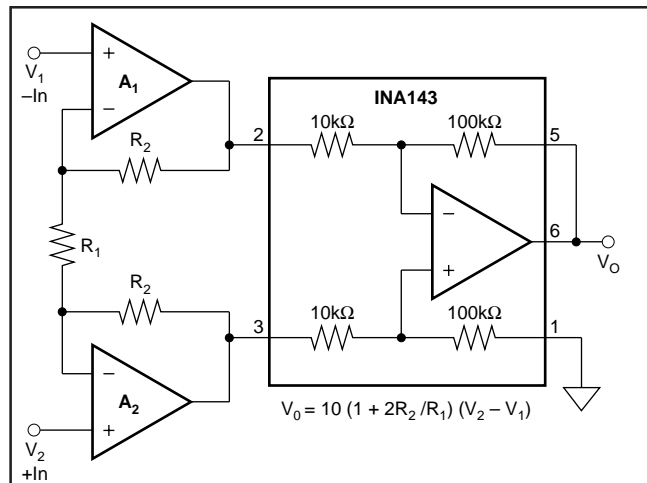 INA143
V1
–In
A1
+
–
R2
2
10kΩ
100kΩ
5
R1
–
+
6
VO
R2
3
10kΩ
100kΩ
1
–
A2
+
V2
+In
V0 = 10 (1 + 2R2 /R1) (V2 – V1)